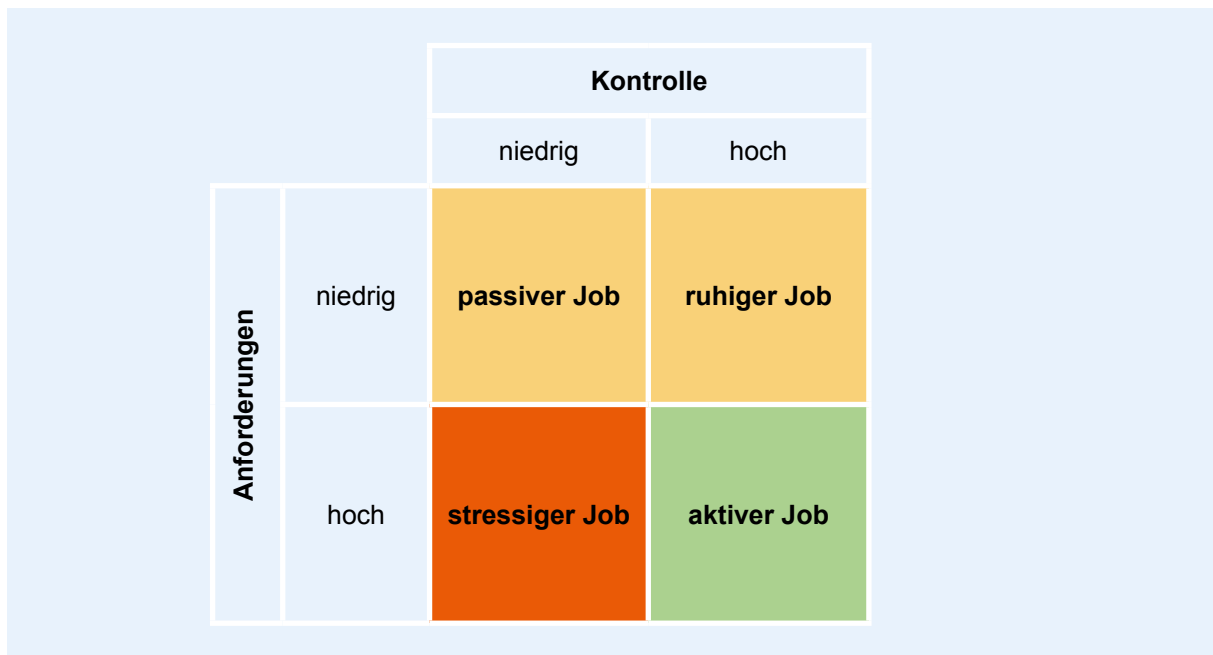 Kontrolle
niedrig
hoch
Anforderungen
niedrig
passiver Job
ruhiger Job
hoch
stressiger Job
aktiver Job